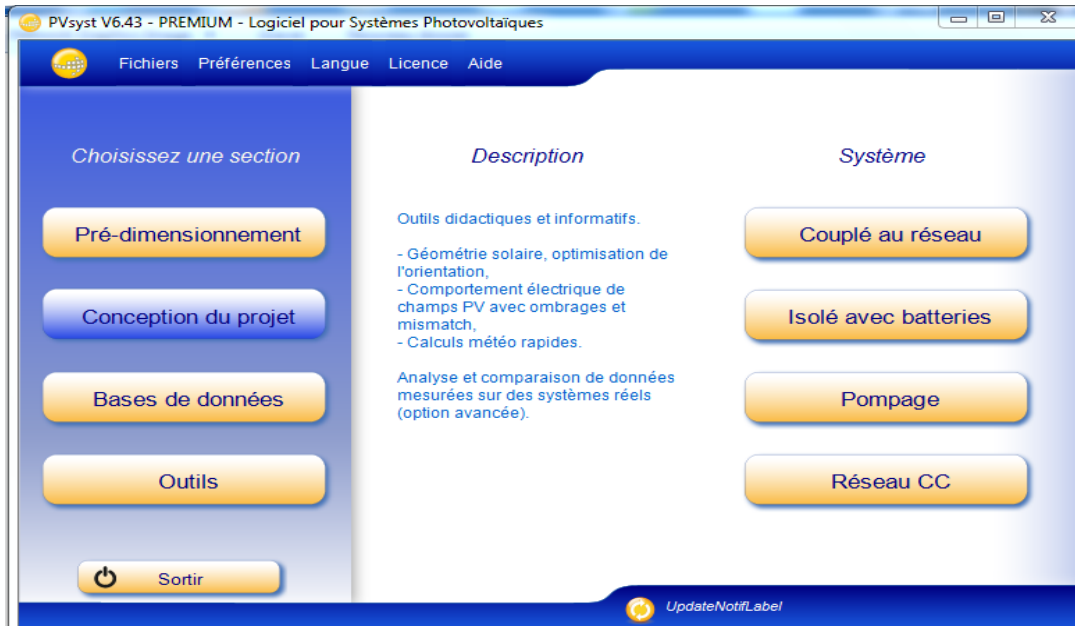 PVsyst V6.43 - PREMIUM - Logiciel pour Systèmes Photovoltaïques
Fichiers Préférences Langue Licence Aide
Choisissez une section
Pré-dimensionnement
Conception du projet
Bases de données
Outils
Sortir
Description
Outils didactiques et informatifs.
- Géométrie solaire, optimisation de
l'orientation,
- Comportement électrique de
champs PV avec ombrages et
mismatch,
- Calculs météo rapides.
Analyse et comparaison de données
mesurées sur des systèmes réels
(option avancée).
Système
Couplé au réseau
Isolé avec batteries
Pompage
Réseau CC
UpdateNotifLabel